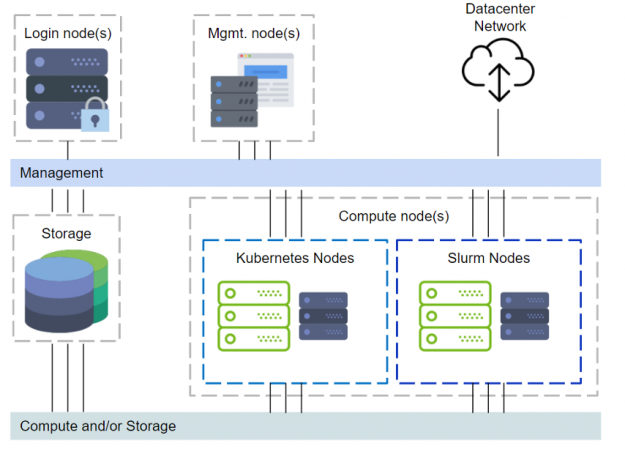 Login node(s)
Mgmt. node(s)
Datacenter
Network
Management
Storage
Compute node(s)
Kubernetes Nodes
Slurm Nodes
Compute and/or Storage